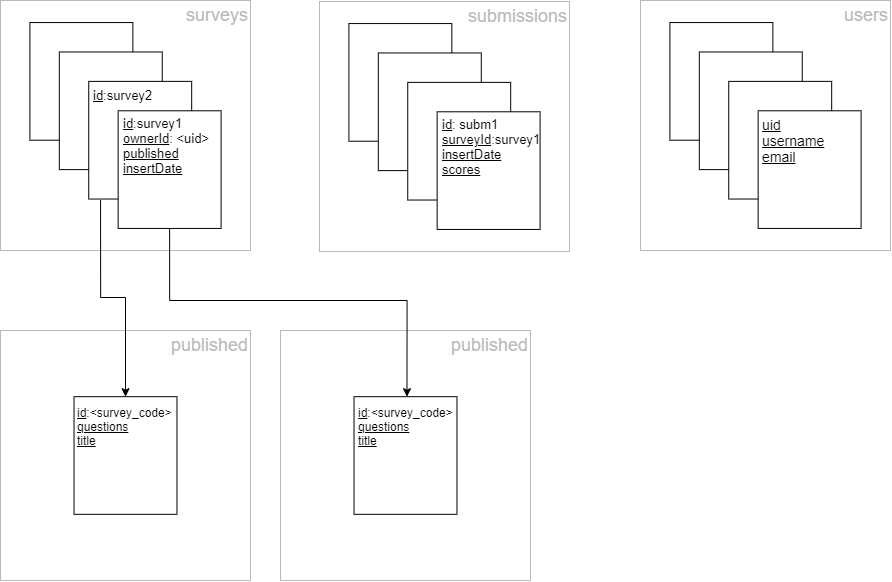 surveys
id:survey2
id:survey1
ownerId: <uid>
published
insertDate
submissions
id: subm1
surveyId:survey1
insertDate
scores
users
uid
username
email
published
id:<survey_code>
questions
title
published
id:<survey_code>
questions
title